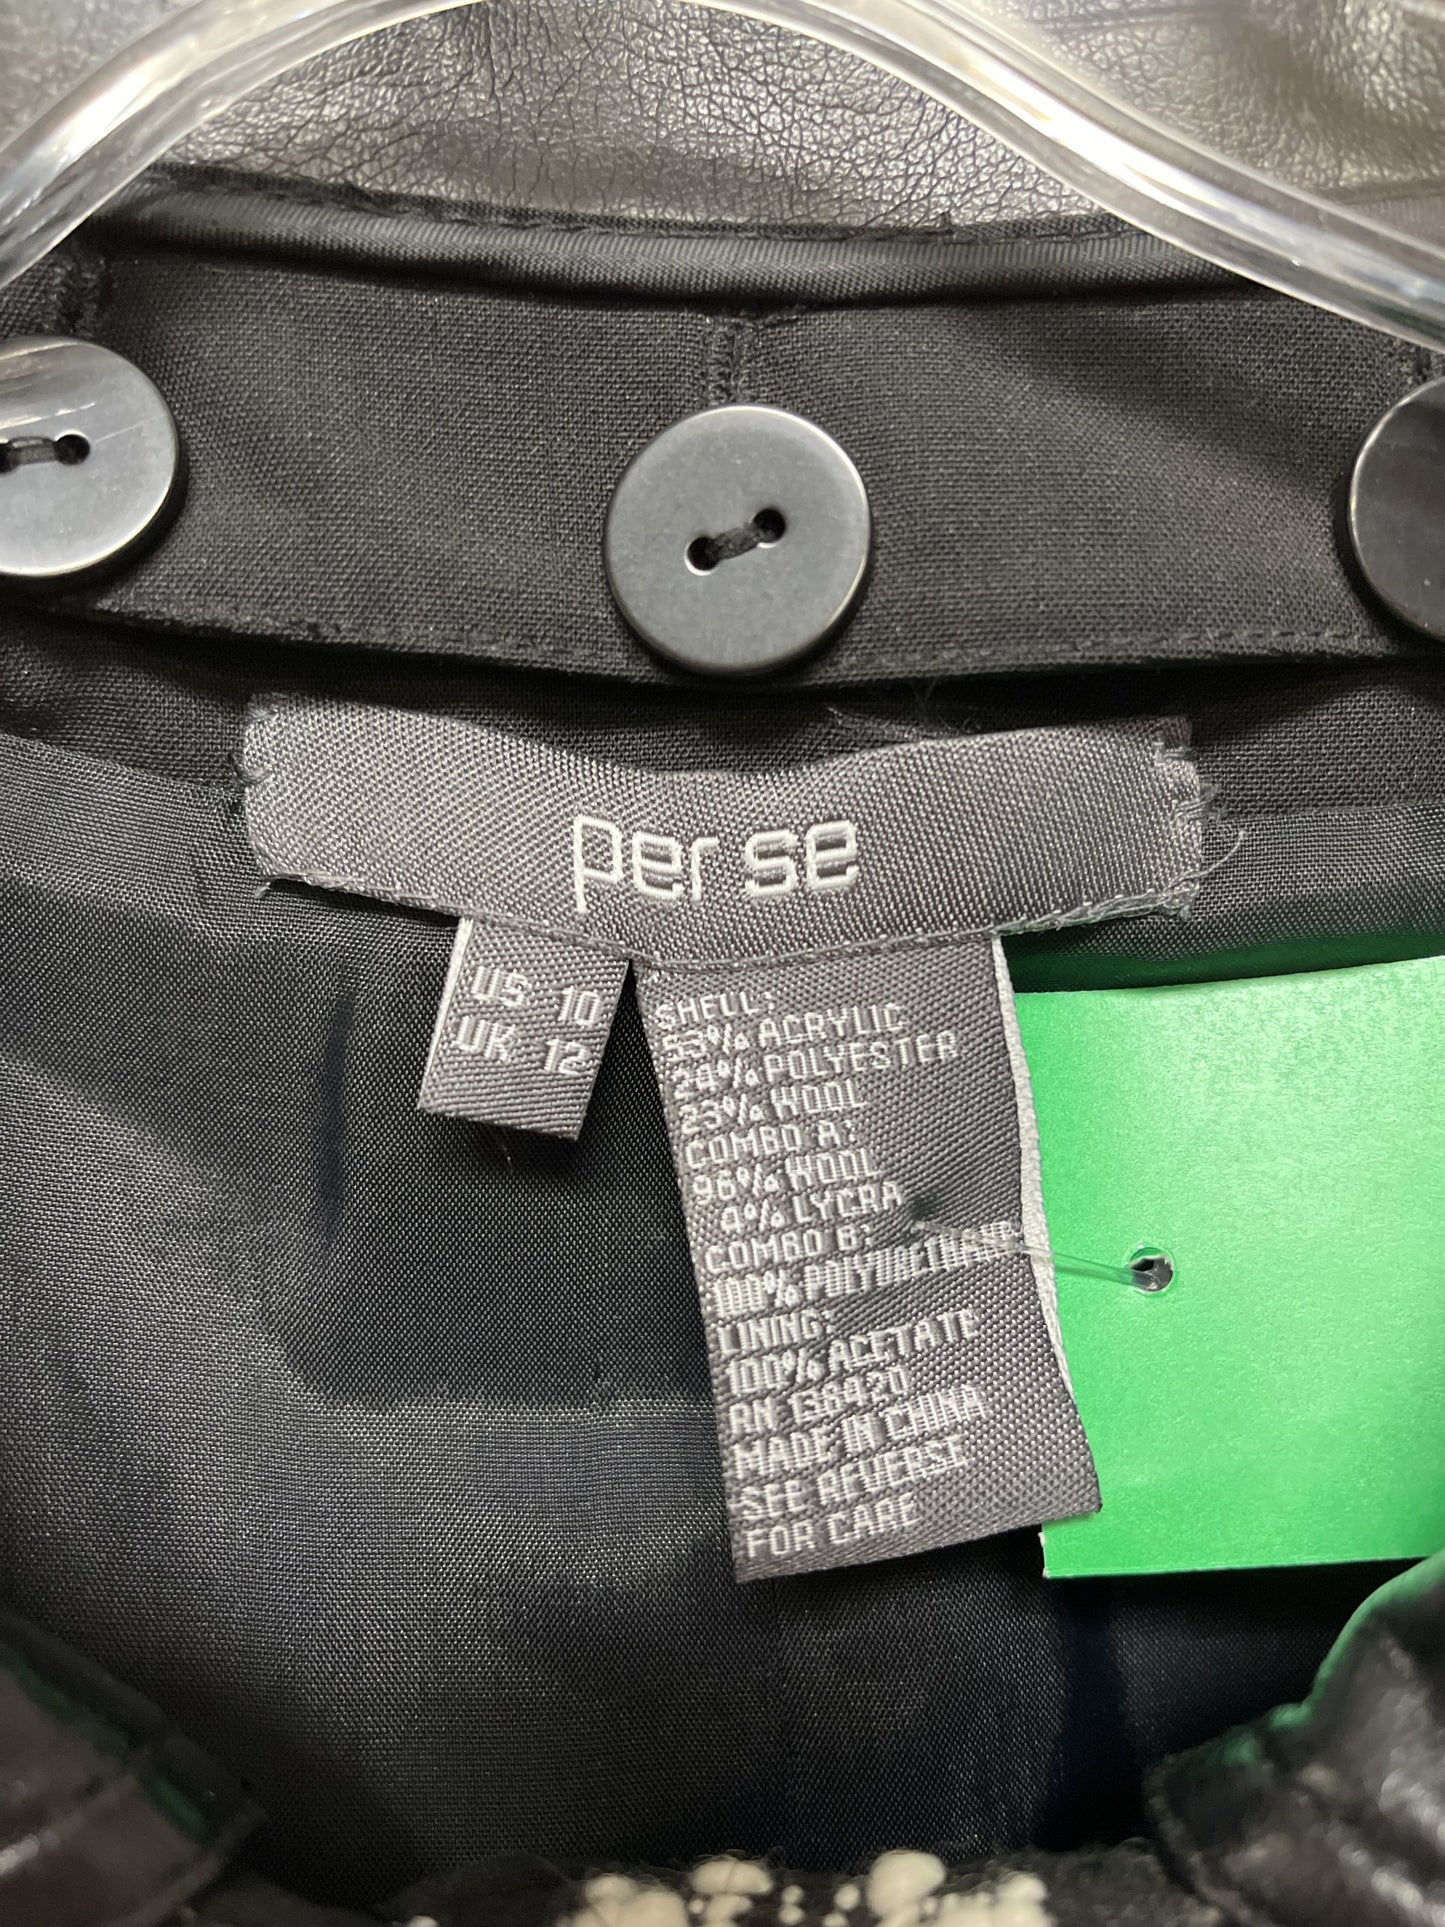 per se
US 10
UK 12
SHELL:
53% ACRYLIC
24% POLYESTER
23% WOOL
COMBO A:
96% WOOL
4% LYCRA
COMBO B:
100% POLYURETHANE
LINING:
100% ACETATE
RN 138420
MADE IN CHINA
SEE REVERSE
FOR CARE